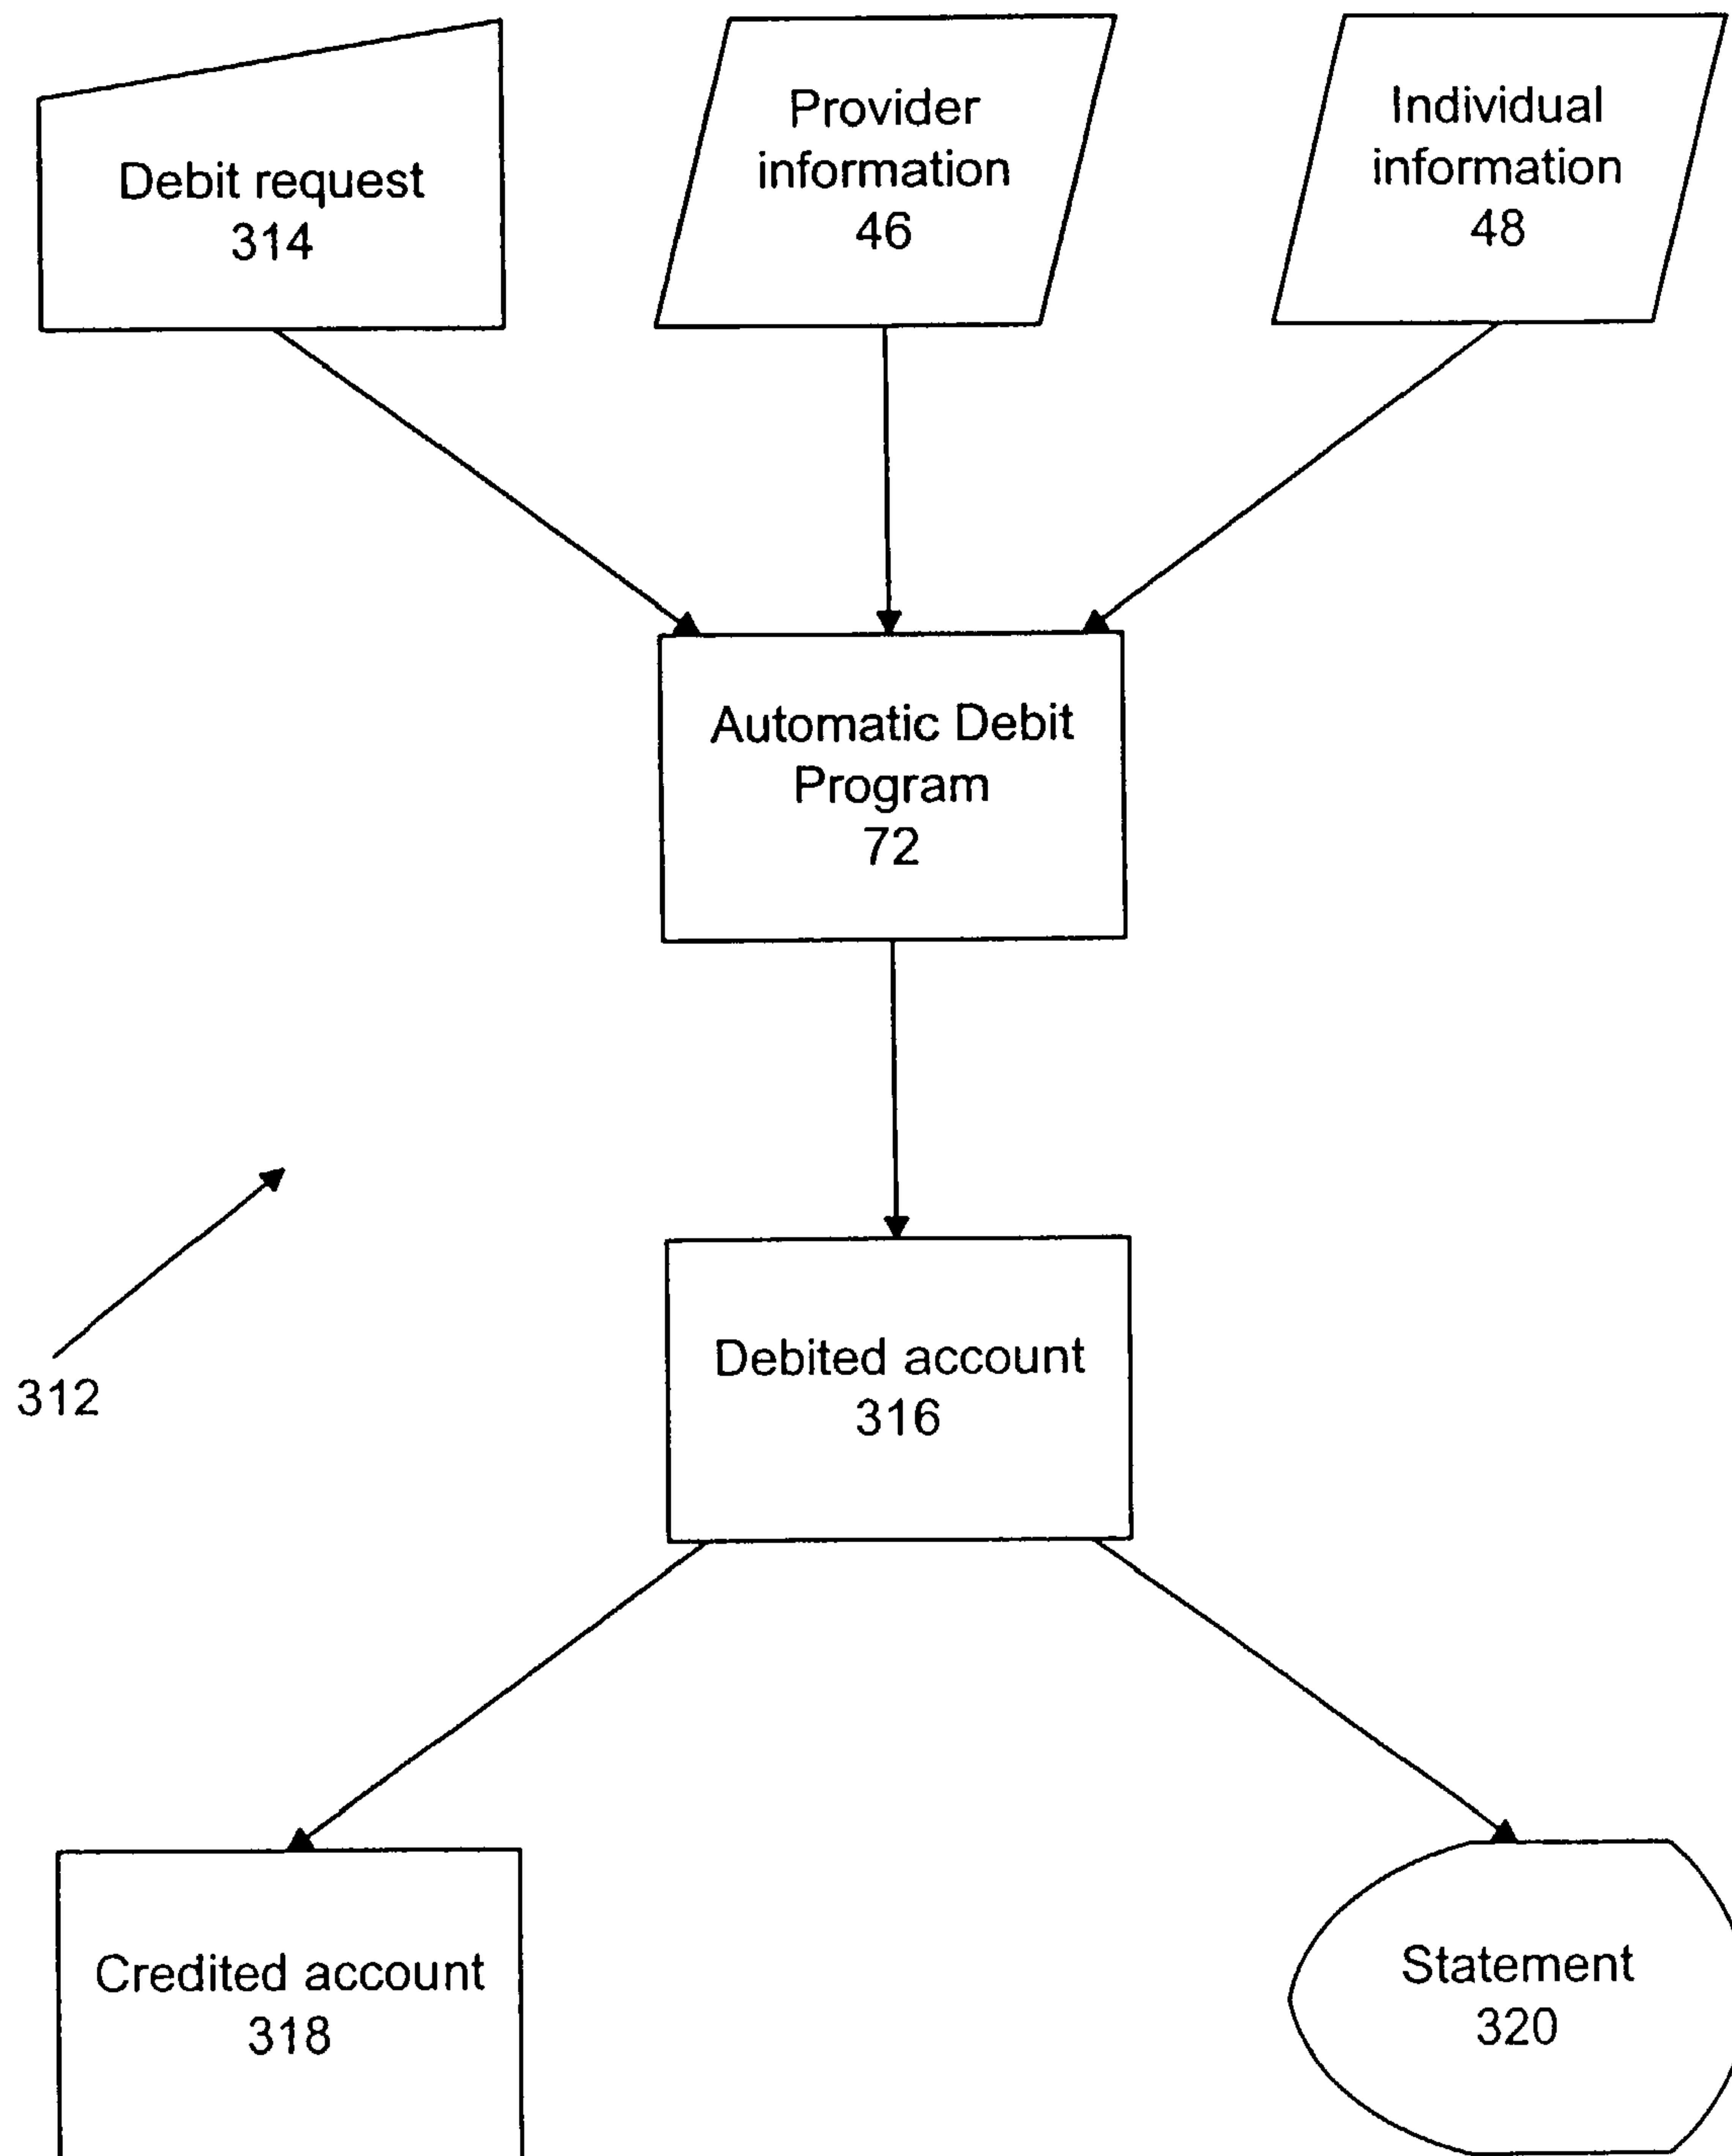 Debit request
314
Provider
information
46
Individual
information
48
Automatic Debit
Program
72
312
Debited account
316
Credited account
318
Statement
320